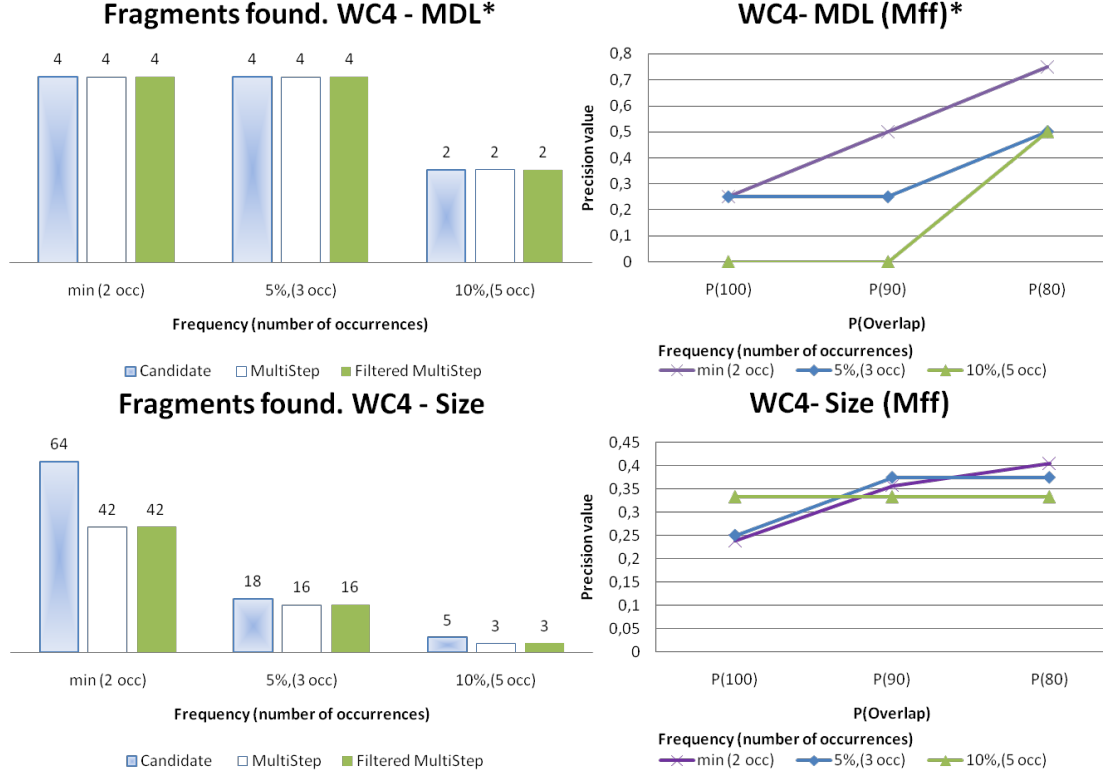 Fragments found. WC4 - MDL*
4 4 4 4 4 4 2 2 2
min (2 occ) 5%,(3 occ) 10%,(5 occ)
Frequency (number of occurrences)
Candidate MultiStep Filtered MultiStep
WC4- MDL (Mff)*
Precision value
0,8
0,7
0,6
0,5
0,4
0,3
0,2
0,1
0
P(100) P(90) P(80)
P(Overlap)
Frequency (number of occurrences)
min (2 occ) 5%,(3 occ) 10%,(5 occ)
Fragments found. WC4 - Size
64 42 42 18 16 16 5 3 3
min (2 occ) 5%,(3 occ) 10%,(5 occ)
Frequency (number of occurrences)
Candidate MultiStep Filtered MultiStep
WC4- Size (Mff)
Precision value
0,45
0,4
0,35
0,3
0,25
0,2
0,15
0,1
0,05
0
P(100) P(90) P(80)
P(Overlap)
Frequency (number of occurrences)
min (2 occ) 5%,(3 occ) 10%,(5 occ)